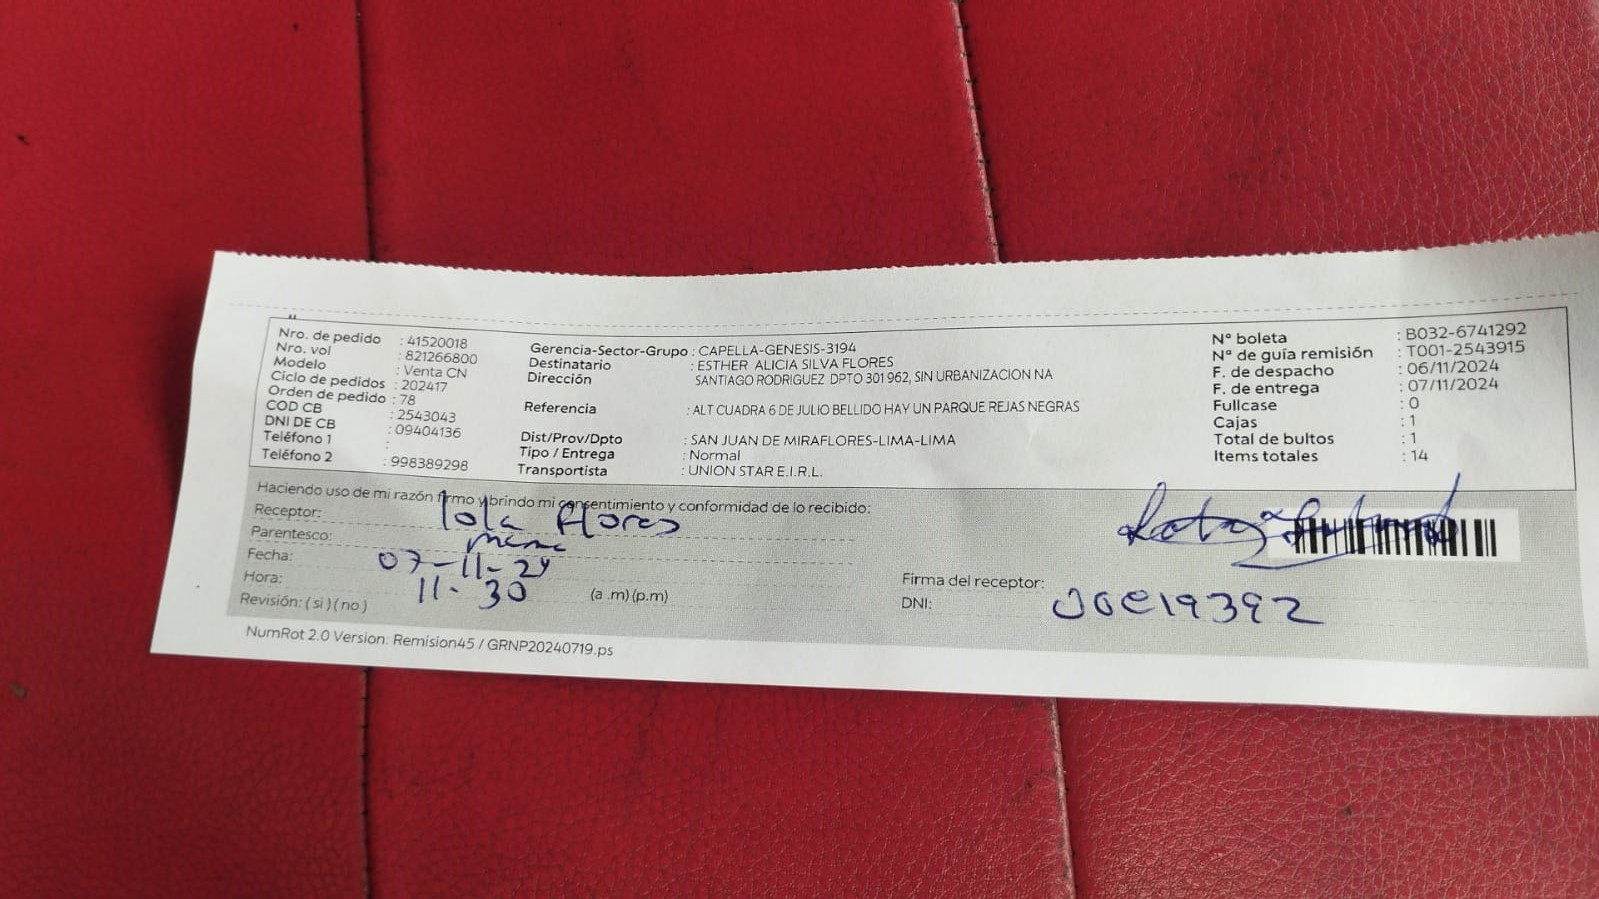 Nro. de pedido : 41520018
Nro. vol : 821266800
Modelo : Venta CN
Ciclo de pedidos : 202417
Orden de pedido : 78
COD CB : 2543043
DNI DE CB : 09404136
Teléfono 1 :
Teléfono 2 : 998389298
Gerencia-Sector-Grupo : CAPELLA-GENESIS-3194
Destinatario : ESTHER ALICIA SILVA FLORES
Dirección SANTIAGO RODRIGUEZ DPTO 301 962, SIN URBANIZACION NA
Referencia : ALT CUADRA 6 DE JULIO BELLIDO HAY UN PARQUE REJAS NEGRAS
Dist/Prov/Dpto : SAN JUAN DE MIRAFLORES-LIMA-LIMA
Tipo / Entrega : Normal
Transportista : UNION STAR E.I.R.L.
N° boleta : B032-6741292
N° de guía remisión : T001-2543915
F. de despacho : 06/11/2024
F. de entrega : 07/11/2024
Fullcase : 0
Cajas : 1
Total de bultos : 1
Items totales : 14
Haciendo uso de mi razón firmo y brindo mi consentimiento y conformidad de lo recibido:
Receptor: Flores
Parentesco:
Fecha: 07-11-24
Hora: 11-30 (a .m) (p.m)
Revisión: ( si ) ( no )
Firma del receptor:
DNI:
NumRot 2.0 Version: Remision45 / GRNP20240719.ps